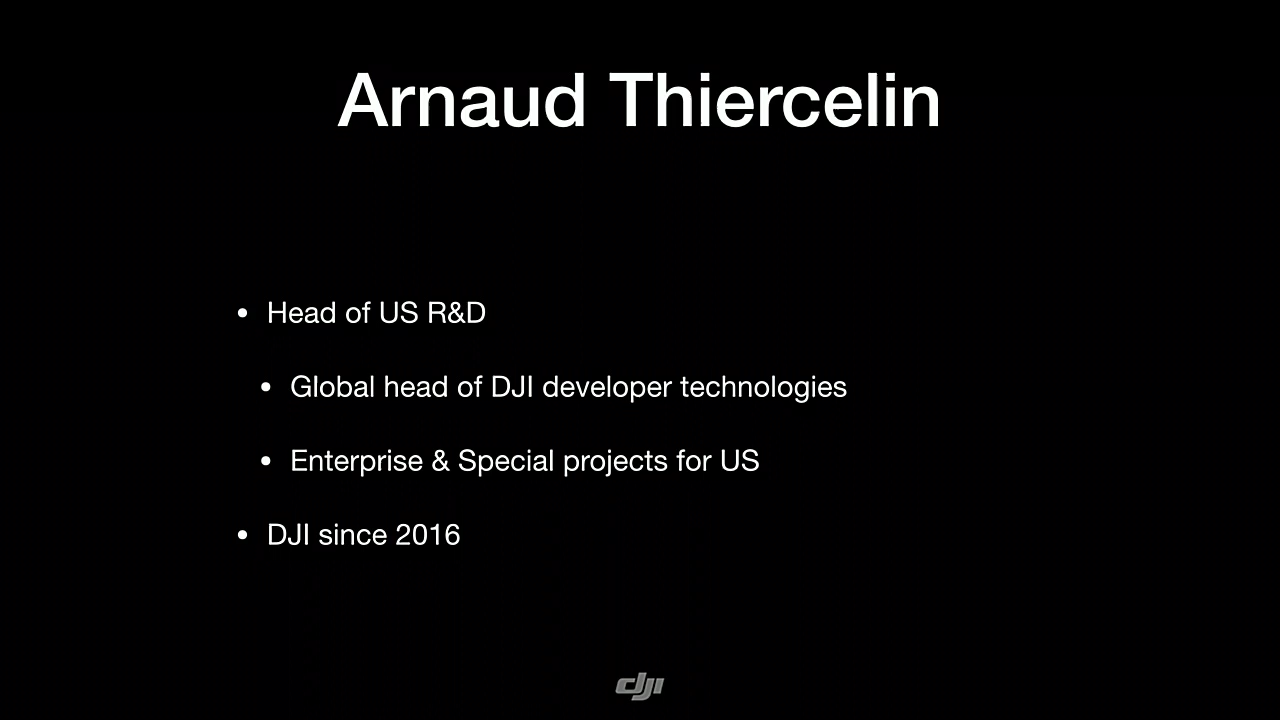 Arnaud Thiercelin
• Head of US R&D
• Global head of DJI developer technologies
• Enterprise & Special projects for US
• DJI since 2016
dji